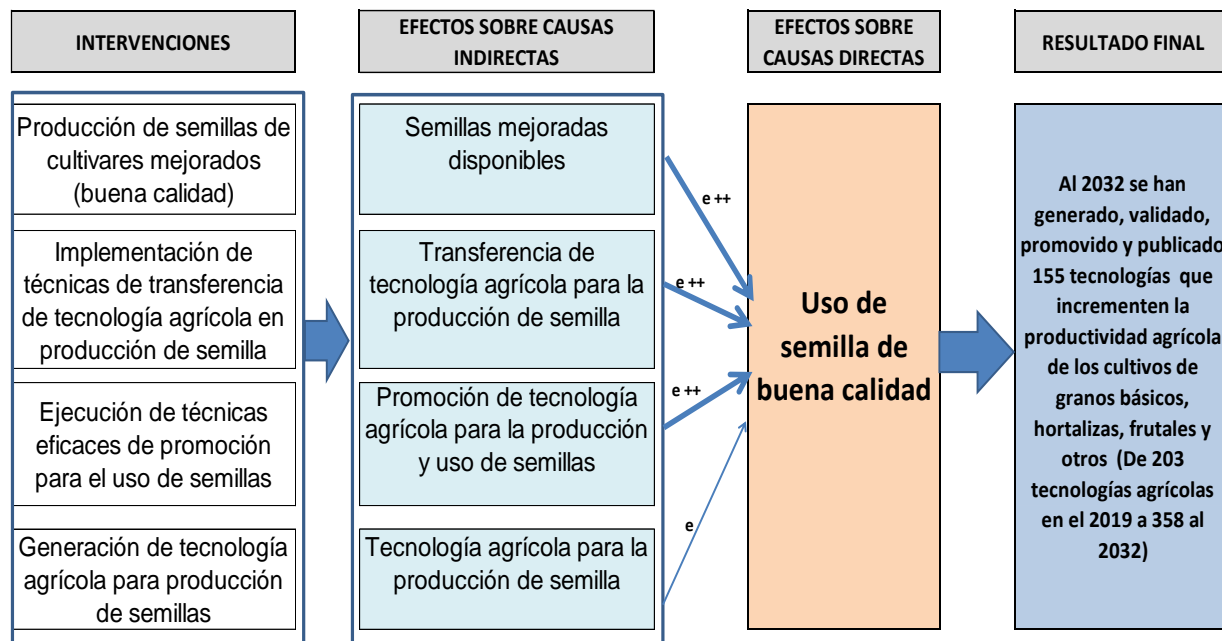 INTERVENCIONES
Producción de semillas de
cultivares mejorados
(buena calidad)
Implementación de
técnicas de transferencia
de tecnología agrícola en
producción de semilla
Ejecución de técnicas
eficaces de promoción
para el uso de semillas
Generación de tecnología
agrícola para producción
de semillas
EFECTOS SOBRE CAUSAS
INDIRECTAS
Semillas mejoradas
disponibles
Transferencia de
tecnología agrícola para la
producción de semilla
Promoción de tecnología
agrícola para la producción
y uso de semillas
Tecnología agrícola para la
producción de semilla
e ++
e ++
e ++
e
EFECTOS SOBRE
CAUSAS DIRECTAS
Uso de
semilla de
buena calidad
RESULTADO FINAL
Al 2032 se han
generado, validado,
promovido y publicado
155 tecnologías que
incrementen la
productividad agrícola
de los cultivos de
granos básicos,
hortalizas, frutales y
otros (De 203
tecnologías agrícolas
en el 2019 a 358 al
2032)